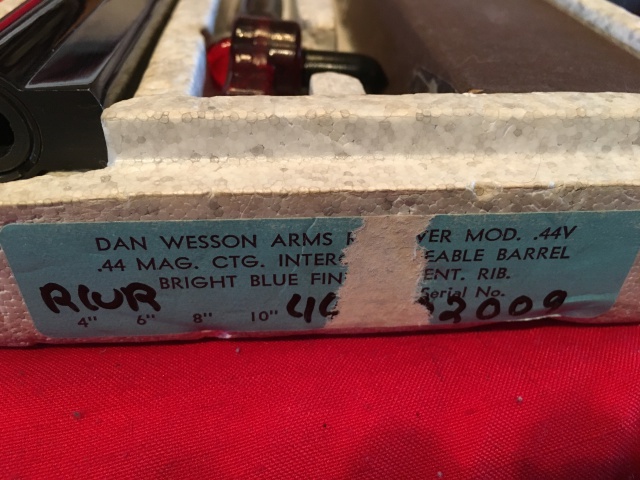 DAN WESSON ARMS VER MOD. .44V
.44 MAG. CTG. INTER EABLE BARREL
BRIGHT BLUE FIN ENT. RIB.
RWR Serial No.
4" 6" 8" 10" 44 2009